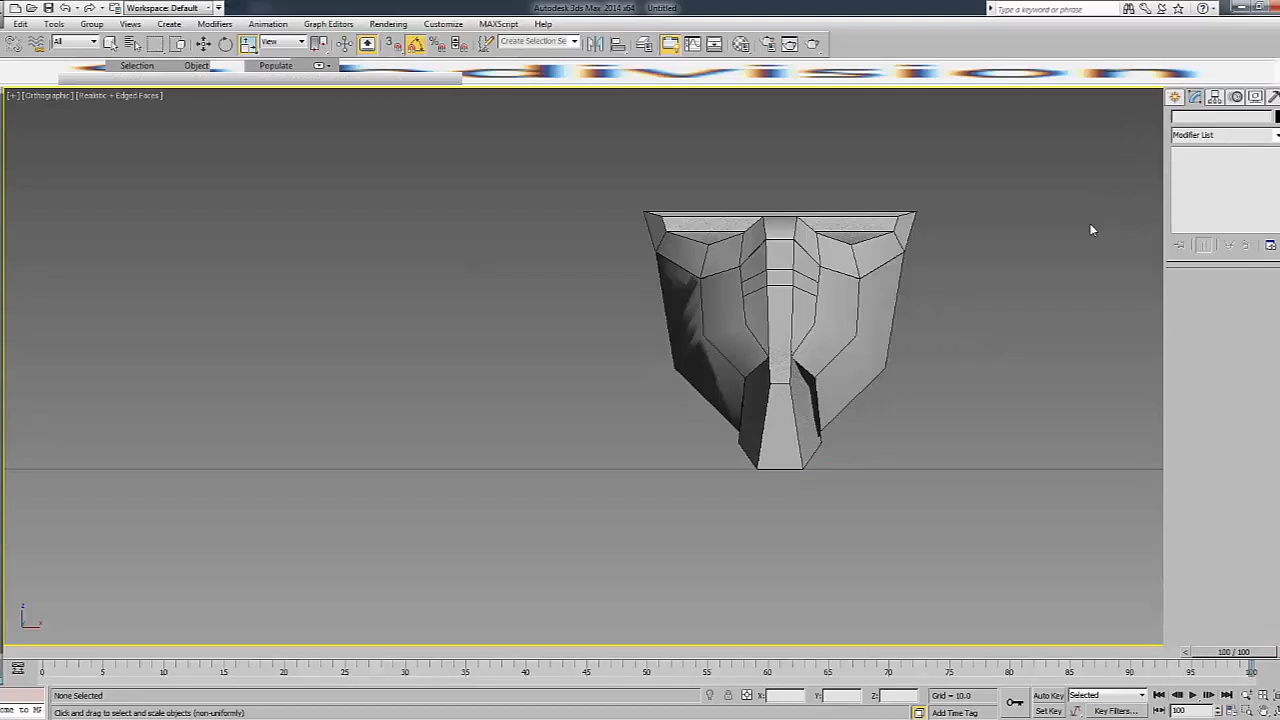 Workspace: Default
Autodesk 3ds Max 2014 x64 Untitled
Type a keyword or phrase
Edit Tools Group Views Create Modifiers Animation Graph Editors Rendering Customize MAXScript Help
All
View
Create Selection Se
Selection Object Populate
[+] [Orthographic] [Realistic + Edged Faces]
Modifier List
z
x
100 / 100
0 5 10 15 20 25 30 35 40 45 50 55 60 65 70 75 80 85 90 95 100
None Selected
X: Y: Z:
Grid = 10.0
Auto Key
Selected
ome to MF
Click and drag to select and scale objects (non-uniformly)
Add Time Tag
Set Key
Key Filters...
100